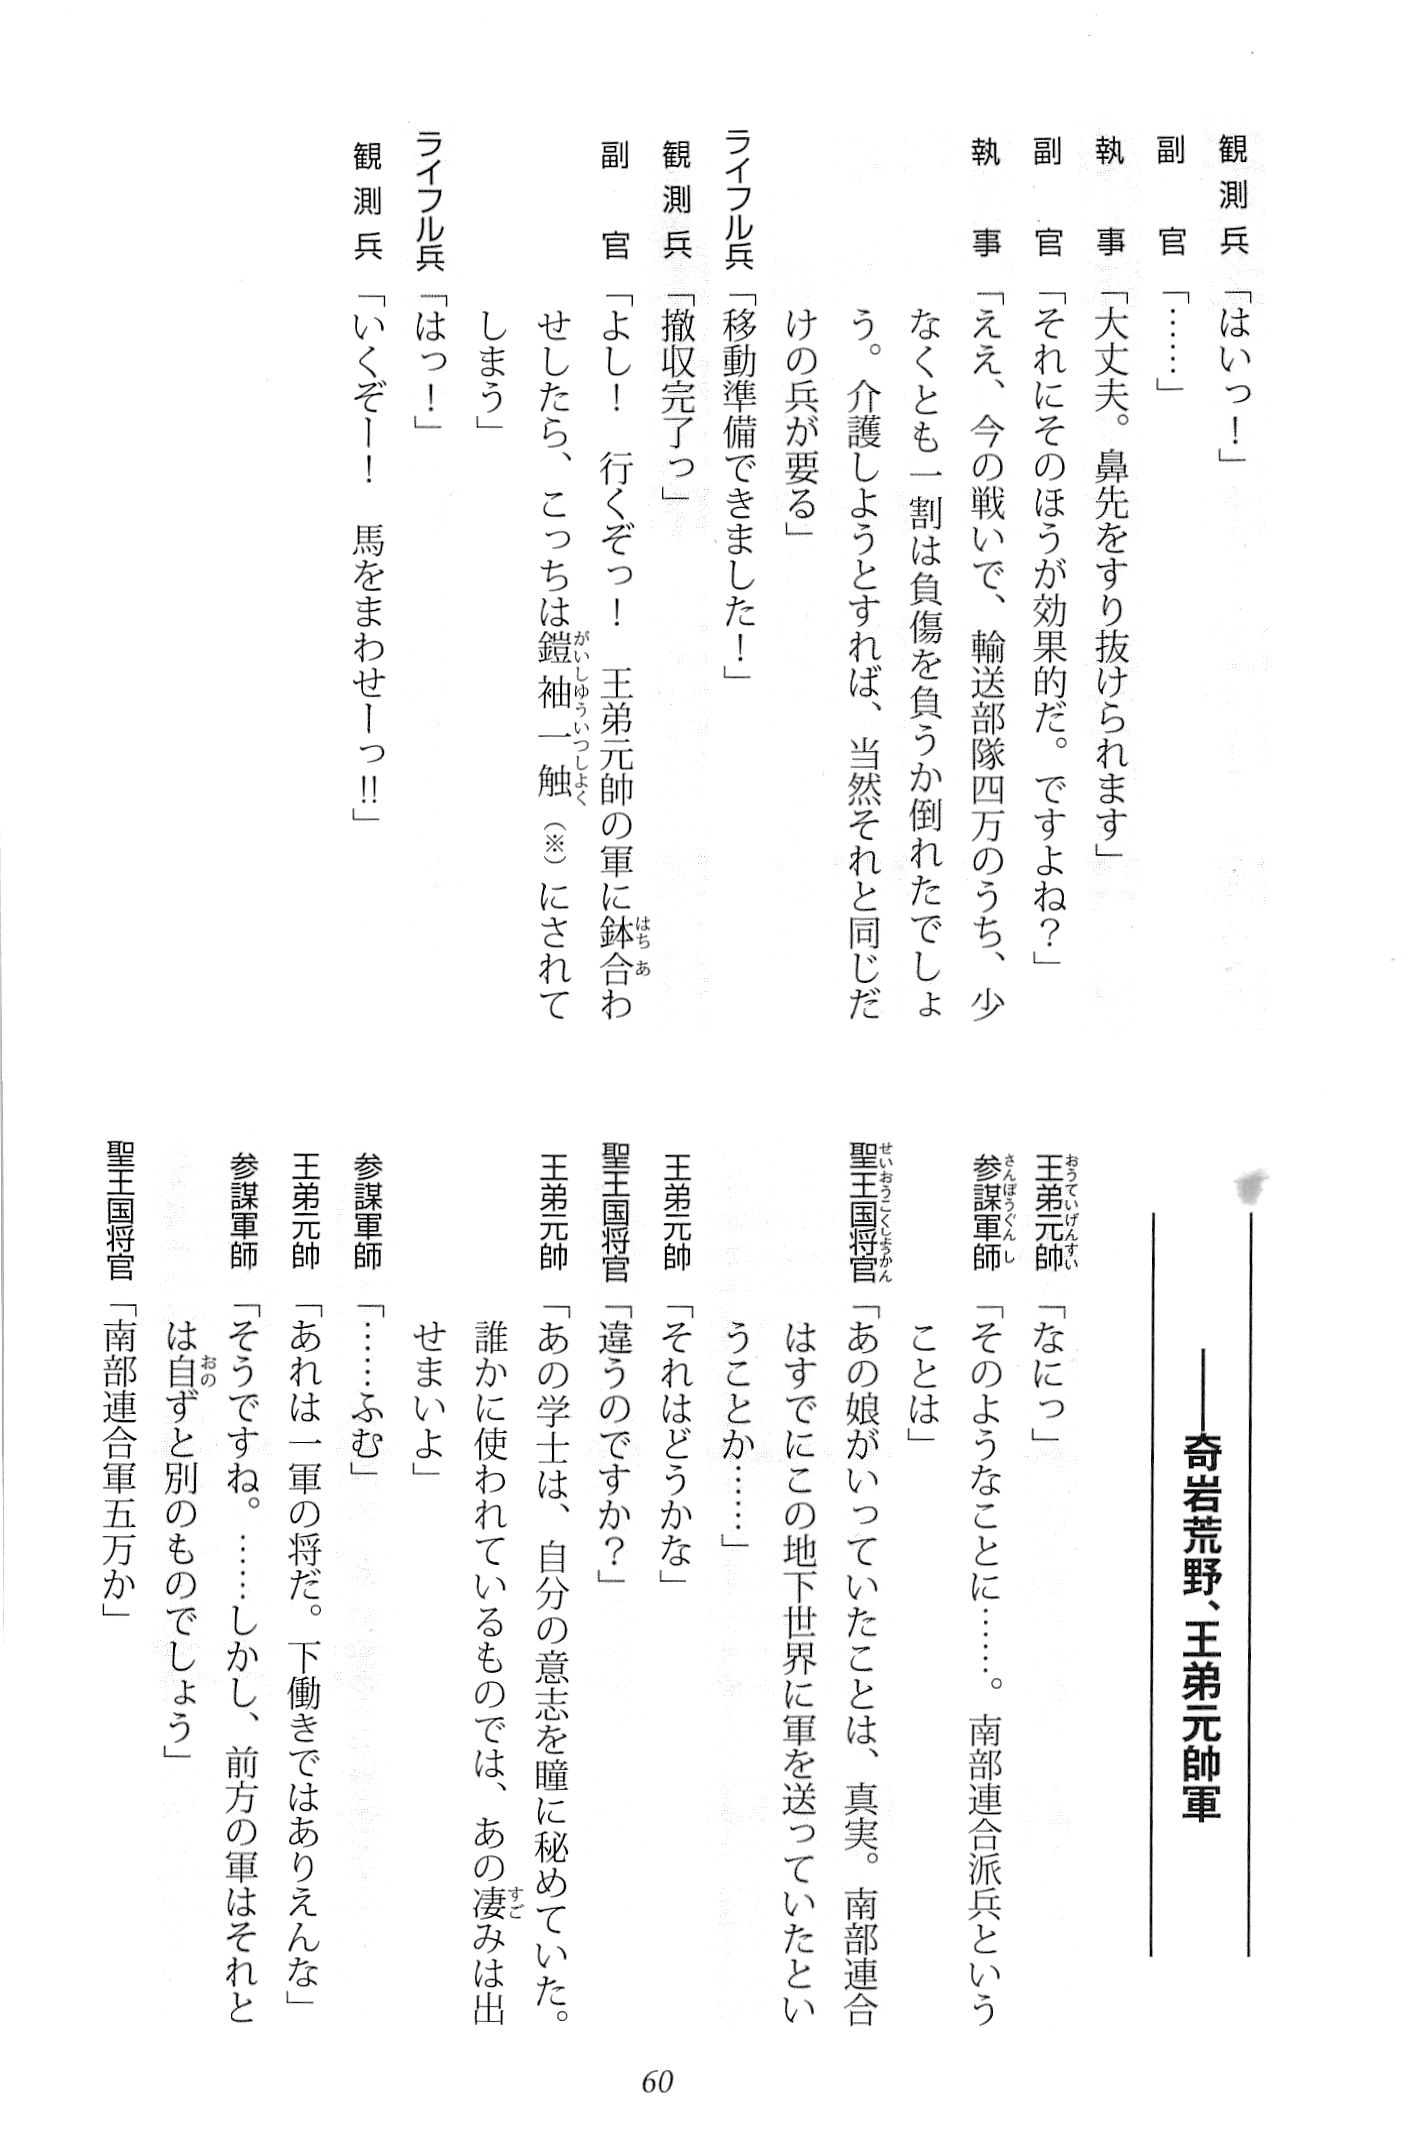 観測兵「はいっ！」
副官「……」
執事「大丈夫。鼻先をすり抜けられます」
副官「それにそのほうが効果的だ。ですよね？」
執事「ええ、今の戦いで、輸送部隊四万のうち、少
なくとも一割は負傷を負うか倒れたでしょ
う。介護しようとすれば、当然それと同じだ
けの兵が要る」
ライフル兵「移動準備できました！」
観測兵「撤収完了っ」
副官「よし！　行くぞっ！　王弟元帥の軍に鉢合わ
せしたら、こっちは鎧袖一触（※）にされて
しまう」
ライフル兵「はっ！」
観測兵「いくぞー！　馬をまわせーっ!!」
――奇岩荒野、王弟元帥軍
王弟元帥「なにっ」
参謀軍師「そのようなことに……。南部連合派兵という
ことは」
聖王国将官「あの娘がいっていたことは、真実。南部連合
はすでにこの地下世界に軍を送っていたとい
うことか……」
王弟元帥「それはどうかな」
聖王国将官「違うのですか？」
王弟元帥「あの学士は、自分の意志を瞳に秘めていた。
誰かに使われているものでは、あの凄みは出
せまいよ」
参謀軍師「……ふむ」
王弟元帥「あれは一軍の将だ。下働きではありえんな」
参謀軍師「そうですね。……しかし、前方の軍はそれと
は自ずと別のものでしょう」
聖王国将官「南部連合軍五万か」
60